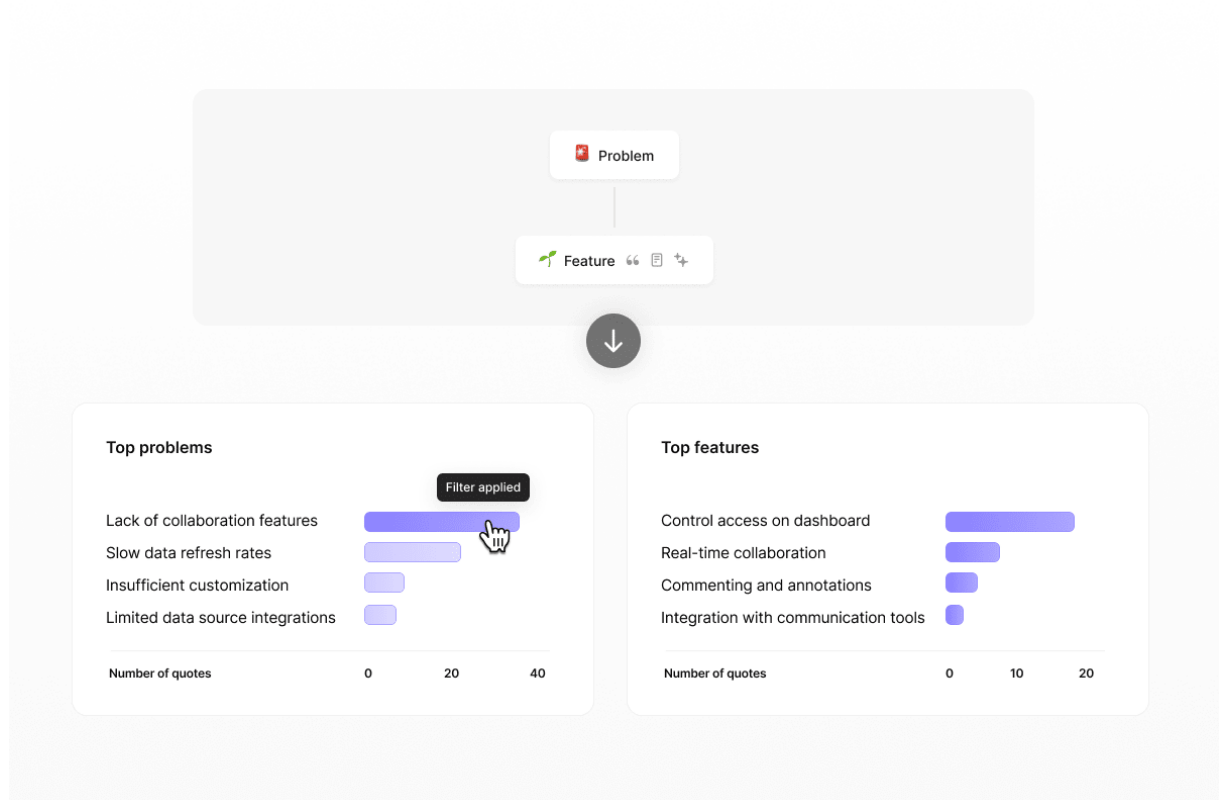 Problem
Feature
Top problems
Filter applied
Lack of collaboration features
Slow data refresh rates
Insufficient customization
Limited data source integrations
Number of quotes 0 20 40
Top features
Control access on dashboard
Real-time collaboration
Commenting and annotations
Integration with communication tools
Number of quotes 0 10 20